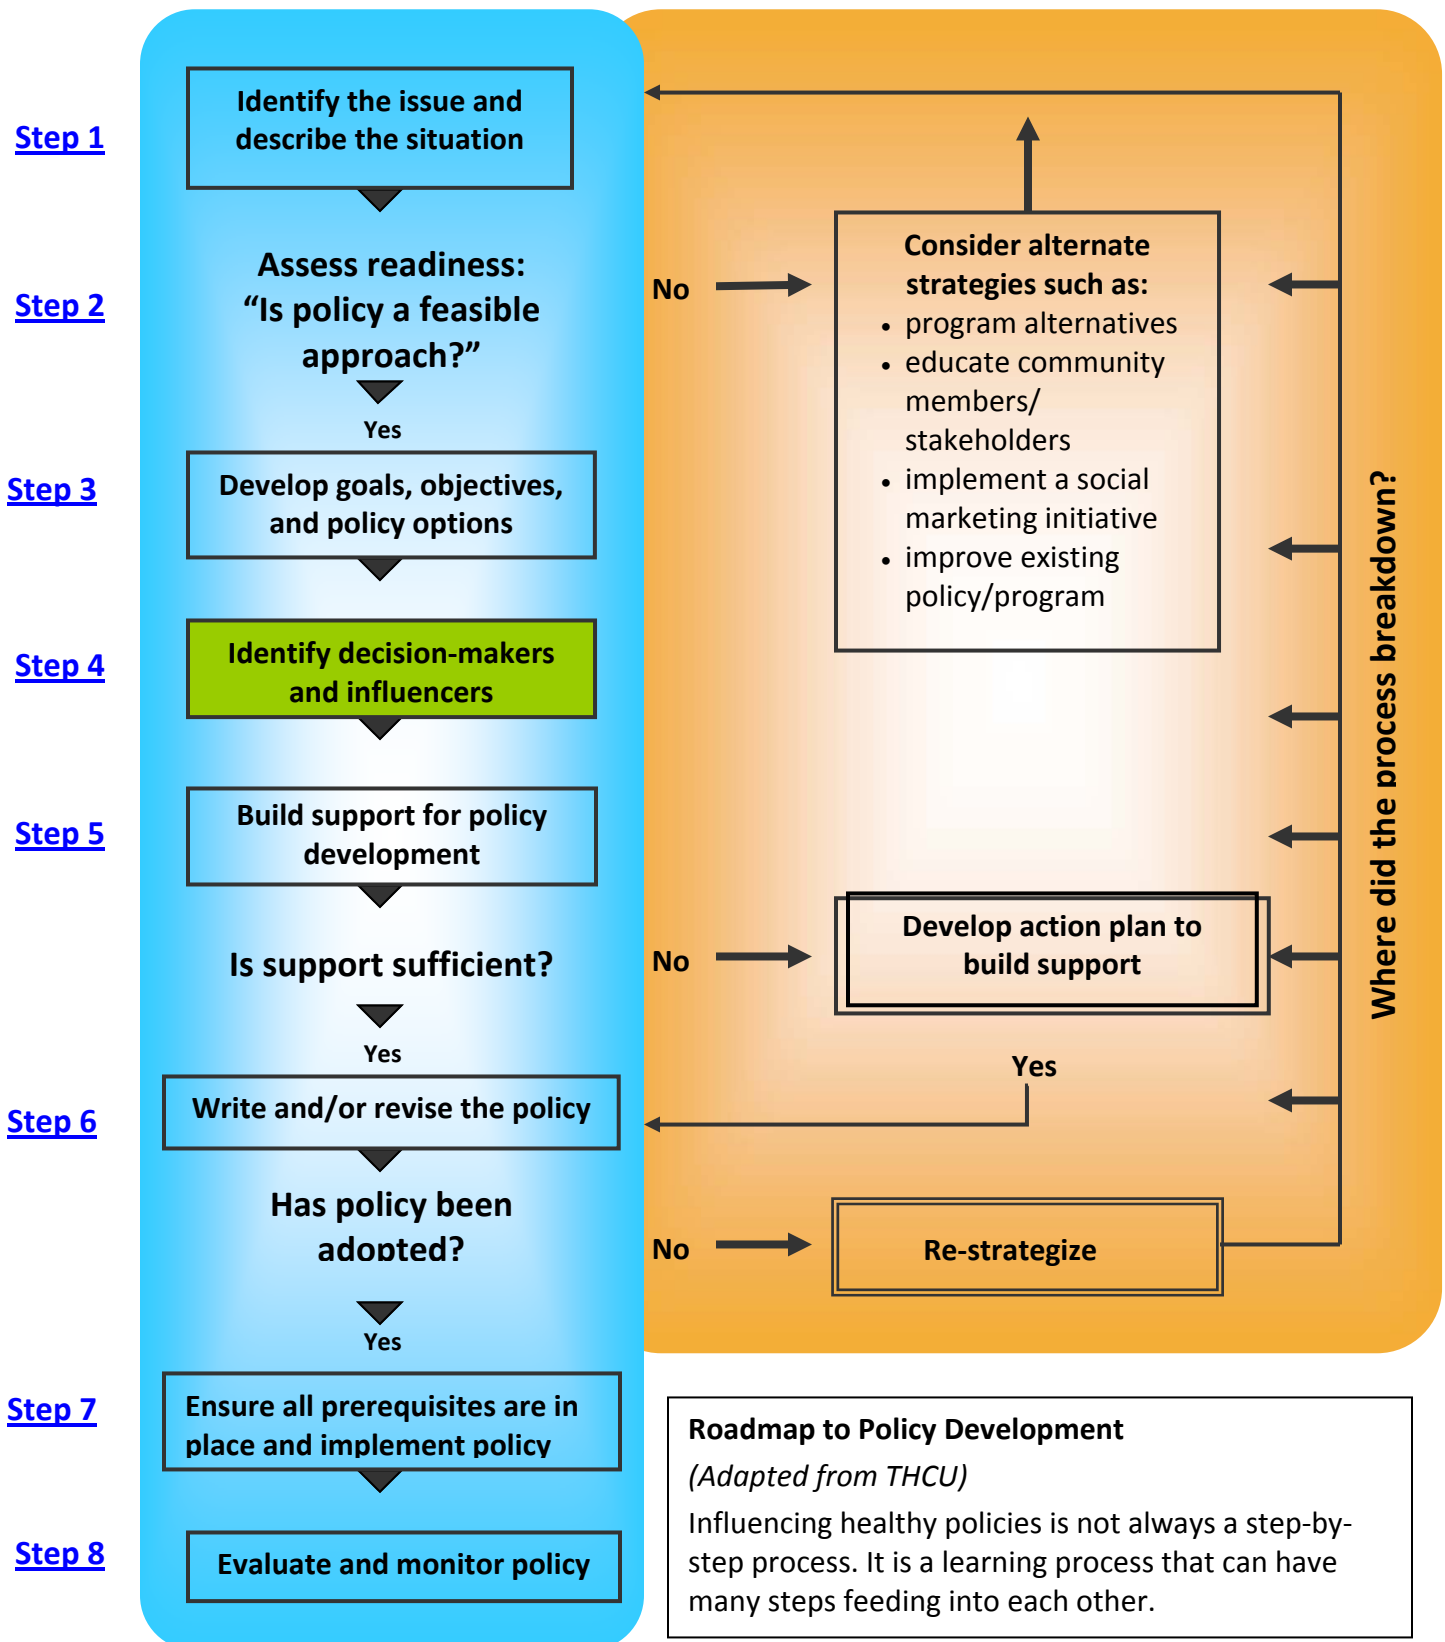 Step 1
Identify the issue and
describe the situation
Step 2
Assess readiness:
“Is policy a feasible
approach?”
No
Consider alternate
strategies such as:
• program alternatives
• educate community
members/
stakeholders
• implement a social
marketing initiative
• improve existing
policy/program
Yes
Step 3
Develop goals, objectives,
and policy options
Step 4
Identify decision-makers
and influencers
Step 5
Build support for policy
development
Is support sufficient?
No
Develop action plan to
build support
Yes
Yes
Step 6
Write and/or revise the policy
Has policy been
adopted?
No
Re-strategize
Where did the process breakdown?
Yes
Step 7
Ensure all prerequisites are in
place and implement policy
Step 8
Evaluate and monitor policy
Roadmap to Policy Development
(Adapted from THCU)
Influencing healthy policies is not always a step-by-
step process. It is a learning process that can have
many steps feeding into each other.